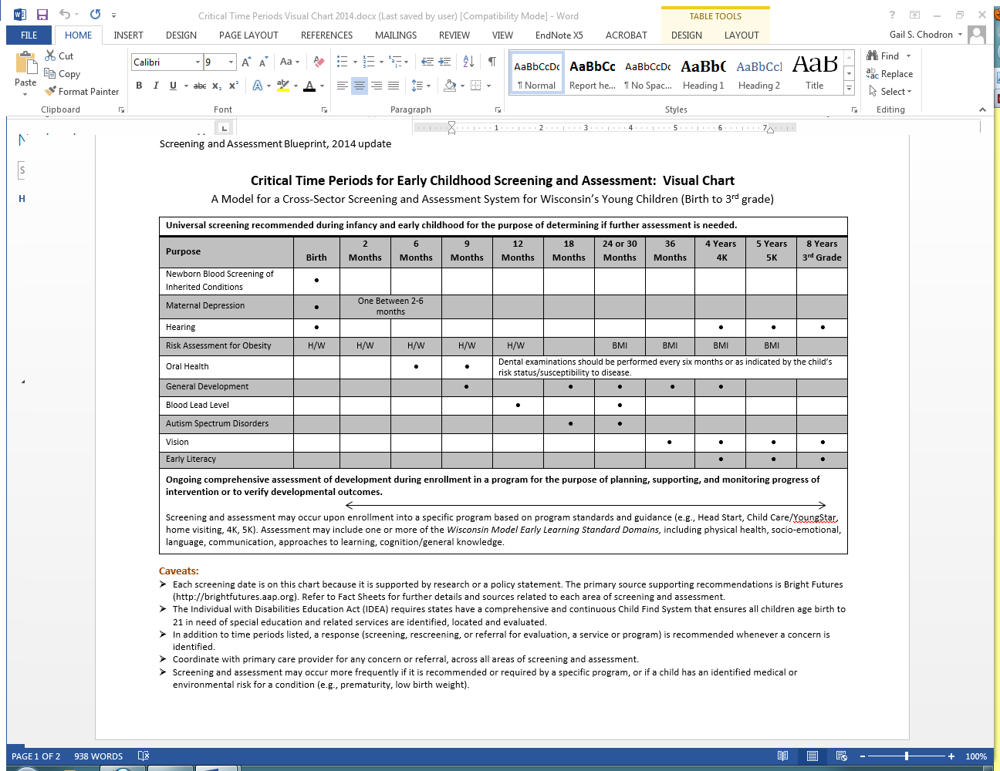 Critical Time Periods Visual Chart 2014.docx (Last saved by user) [Compatibility Mode] - Word
TABLE TOOLS
?
FILE HOME INSERT DESIGN PAGE LAYOUT REFERENCES MAILINGS REVIEW VIEW EndNote X5 ACROBAT DESIGN LAYOUT Gail S. Chodron
Paste
Cut
Copy
Format Painter
Clipboard
Calibri 9
B I U abc x₂ x²
Font
Paragraph
AaBbCcDc AaBbCc AaBbCcDc AaBbC AaBbCcI AaB
¶ Normal Report he... ¶ No Spac... Heading 1 Heading 2 Title
Styles
Find
Replace
Select
Editing
1 2 3 4 5 6 7
S
H
Screening and Assessment Blueprint, 2014 update
Critical Time Periods for Early Childhood Screening and Assessment: Visual Chart
A Model for a Cross-Sector Screening and Assessment System for Wisconsin's Young Children (Birth to 3rd grade)
Universal screening recommended during infancy and early childhood for the purpose of determining if further assessment is needed.
Purpose Birth 2 Months 6 Months 9 Months 12 Months 18 Months 24 or 30 Months 36 Months 4 Years 4K 5 Years 5K 8 Years 3rd Grade
Newborn Blood Screening of
Inherited Conditions •
Maternal Depression • One Between 2-6
months
Hearing • • • •
Risk Assessment for Obesity H/W H/W H/W H/W H/W BMI BMI BMI BMI
Oral Health • • Dental examinations should be performed every six months or as indicated by the child's
risk status/susceptibility to disease.
General Development • • • • •
Blood Lead Level • •
Autism Spectrum Disorders • •
Vision • • • •
Early Literacy • • •
Ongoing comprehensive assessment of development during enrollment in a program for the purpose of planning, supporting, and monitoring progress of
intervention or to verify developmental outcomes.
Screening and assessment may occur upon enrollment into a specific program based on program standards and guidance (e.g., Head Start, Child Care/YoungStar,
home visiting, 4K, 5K). Assessment may include one or more of the Wisconsin Model Early Learning Standard Domains, including physical health, socio-emotional,
language, communication, approaches to learning, cognition/general knowledge.
Caveats:
➢ Each screening date is on this chart because it is supported by research or a policy statement. The primary source supporting recommendations is Bright Futures
(http://brightfutures.aap.org). Refer to Fact Sheets for further details and sources related to each area of screening and assessment.
➢ The Individual with Disabilities Education Act (IDEA) requires states have a comprehensive and continuous Child Find System that ensures all children age birth to
21 in need of special education and related services are identified, located and evaluated.
➢ In addition to time periods listed, a response (screening, rescreening, or referral for evaluation, a service or program) is recommended whenever a concern is
identified.
➢ Coordinate with primary care provider for any concern or referral, across all areas of screening and assessment.
➢ Screening and assessment may occur more frequently if it is recommended or required by a specific program, or if a child has an identified medical or
environmental risk for a condition (e.g., prematurity, low birth weight).
PAGE 1 OF 2 938 WORDS 100%